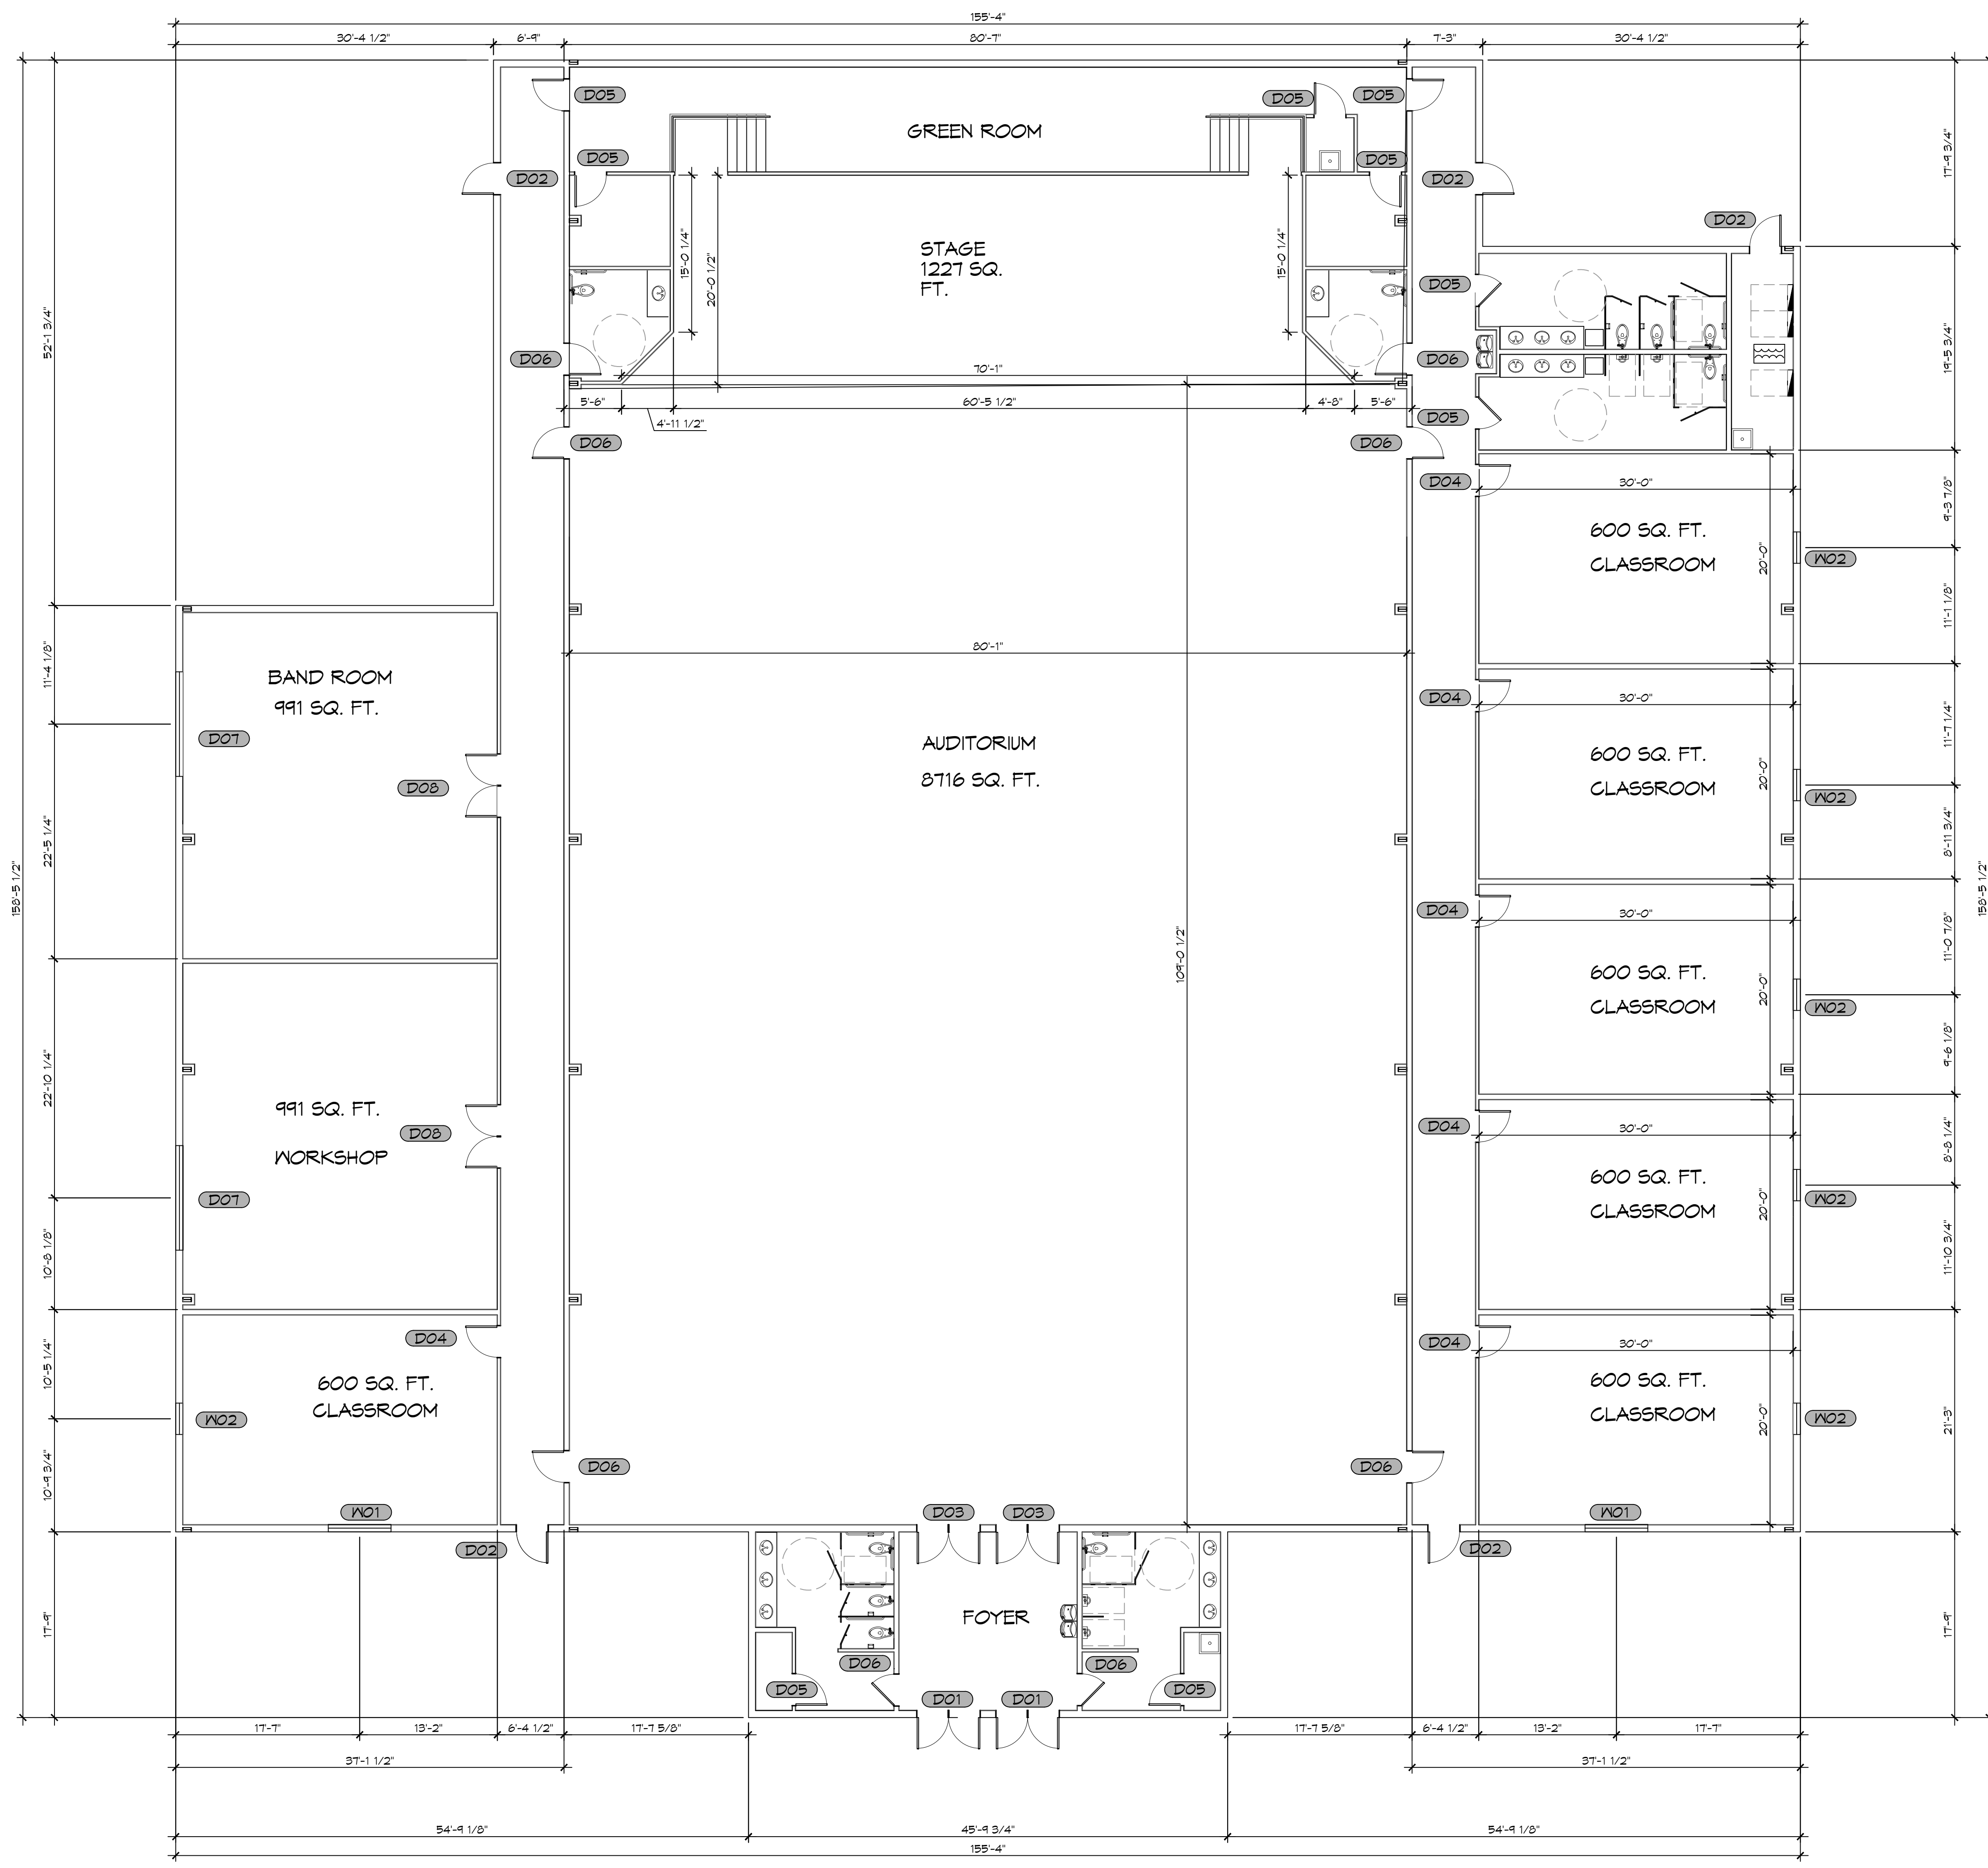 155'-4"
30'-4 1/2" 6'-9" 80'-7" 7'-3" 30'-4 1/2"
D05 D05 D05
GREEN ROOM
D05 D05
D02 D02
17'-9 3/4"
D02
STAGE
1227 SQ.
FT.
15'-0 1/4" 20'-0 1/2" 15'-0 1/4"
D05
52'-1 3/4"
19'-5 3/4"
D06 D06
70'-1"
5'-6" 60'-5 1/2" 4'-8" 5'-6"
4'-11 1/2"
D05
D06 D06
D04
30'-0"
9'-3 7/8"
600 SQ. FT.
CLASSROOM
20'-0"
W02
11'-1 1/8"
80'-1"
11'-4 1/8"
BAND ROOM
991 SQ. FT.
D07
D08
D04
30'-0"
11'-7 1/4"
AUDITORIUM
8716 SQ. FT.
600 SQ. FT.
CLASSROOM
20'-0"
W02
22'-5 1/4"
8'-11 3/4"
158'-5 1/2"
158'-5 1/2"
D04
30'-0"
11'-0 7/8"
109'-0 1/2"
600 SQ. FT.
CLASSROOM
20'-0"
W02
9'-6 1/8"
22'-10 1/4"
991 SQ. FT.
WORKSHOP
D08
D07
D04
30'-0"
8'-8 1/4"
600 SQ. FT.
CLASSROOM
20'-0"
W02
10'-8 1/8"
11'-10 3/4"
D04
D04
30'-0"
10'-5 1/4"
600 SQ. FT.
CLASSROOM
W02
600 SQ. FT.
CLASSROOM
20'-0"
W02
21'-3"
10'-9 3/4"
D06 D06
W01 D03 D03 W01
D02 D02
17'-9"
FOYER
17'-9"
D06 D06
D05 D01 D01 D05
17'-7" 13'-2" 6'-4 1/2" 17'-7 5/8" 17'-7 5/8" 6'-4 1/2" 13'-2" 17'-7"
37'-1 1/2" 37'-1 1/2"
54'-9 1/8" 45'-9 3/4" 54'-9 1/8"
155'-4"